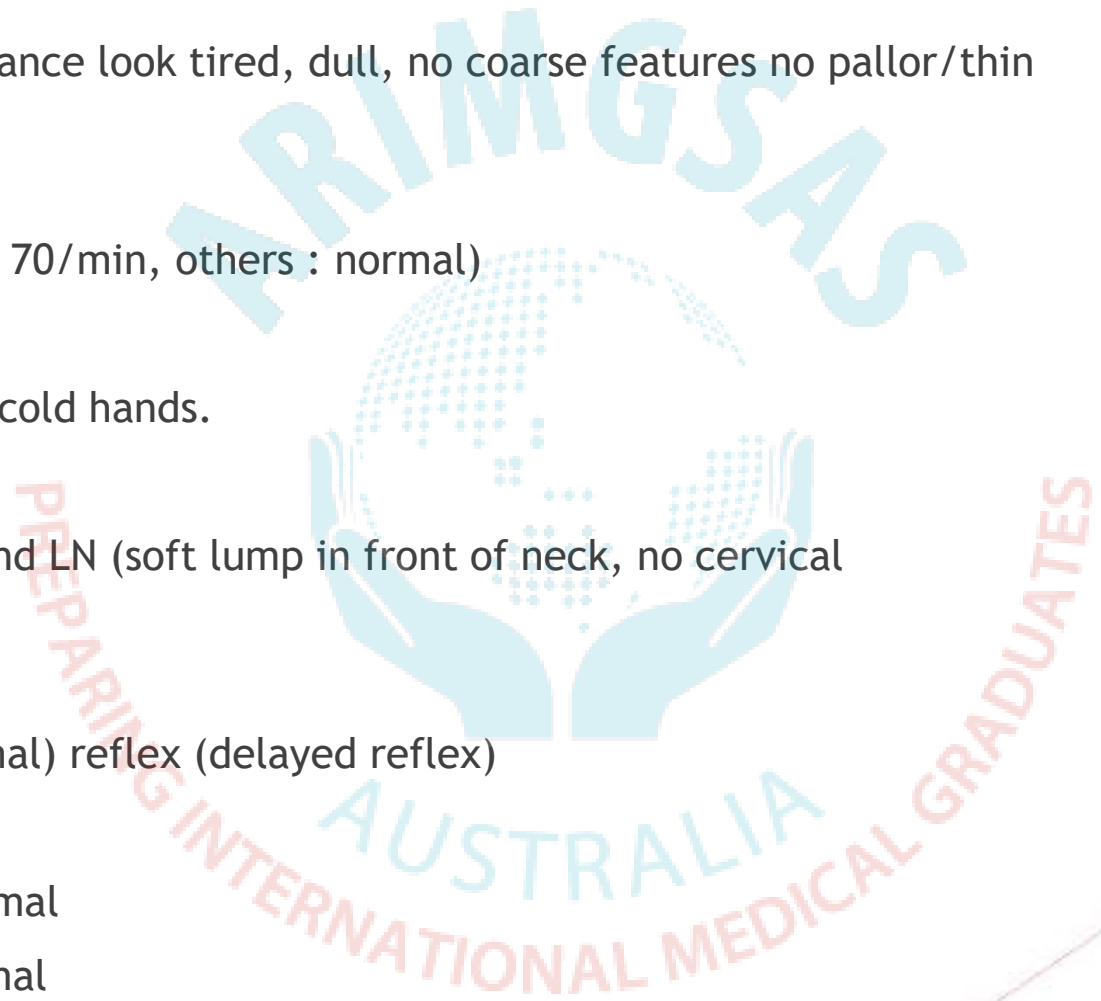 ance look tired, dull, no coarse features no pallor/thin
70/min, others : normal)
cold hands.
nd LN (soft lump in front of neck, no cervical
nal) reflex (delayed reflex)
mal
nal
ARIMGSAS
PREPARING INTERNATIONAL MEDICAL GRADUATES
AUSTRALIA